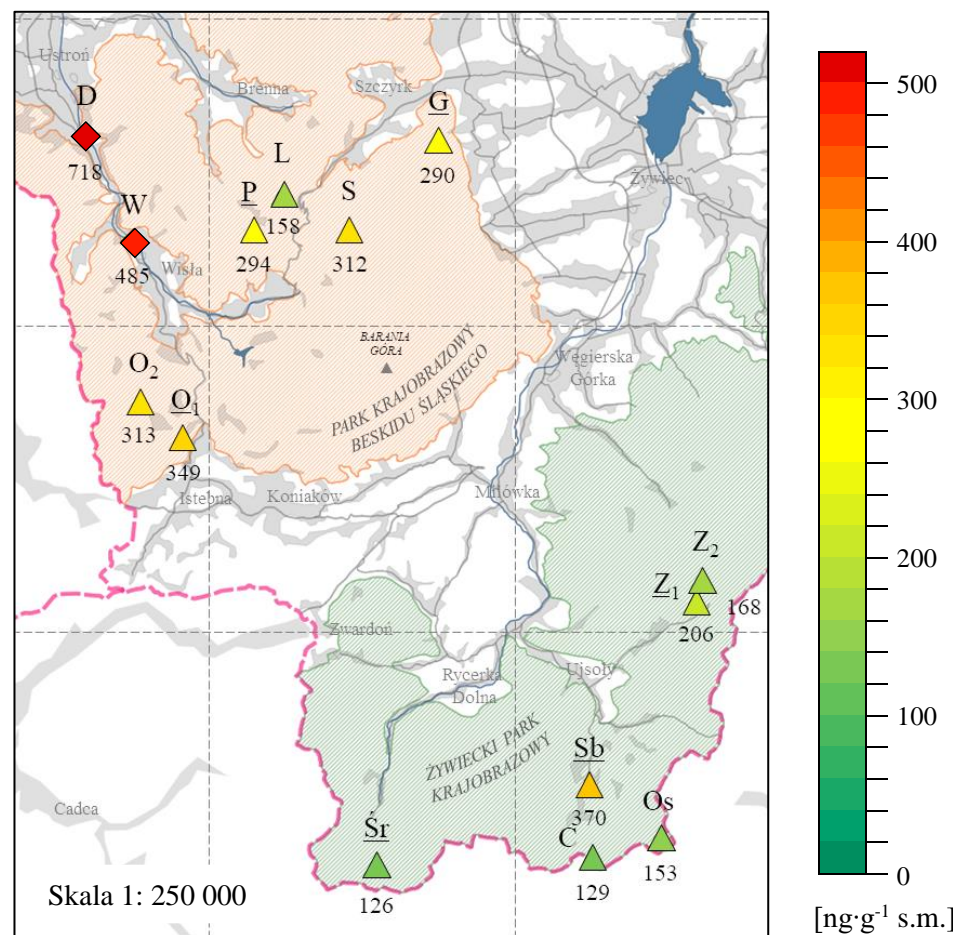 Ustroń
D
718
Brenna
Szczyrk
G
290
500
W
485
Wisła
P
294
L
158
S
312
Żywiec
400
BARANIA
GÓRA
PARK KRAJOBRAZOWY
BESKIDU ŚLĄSKIEGO
Węgierska
Górka
O2
313
O1
349
300
Istebna
Koniaków
Milówka
Z2
168
Z1
206
200
Zwardoń
Rycerka
Dolna
Ujsoły
100
ŻYWIECKI PARK
KRAJOBRAZOWY
Sb
370
Cadca
Śr
126
C
129
Os
153
0
Skala 1: 250 000
[ng·g-1 s.m.]